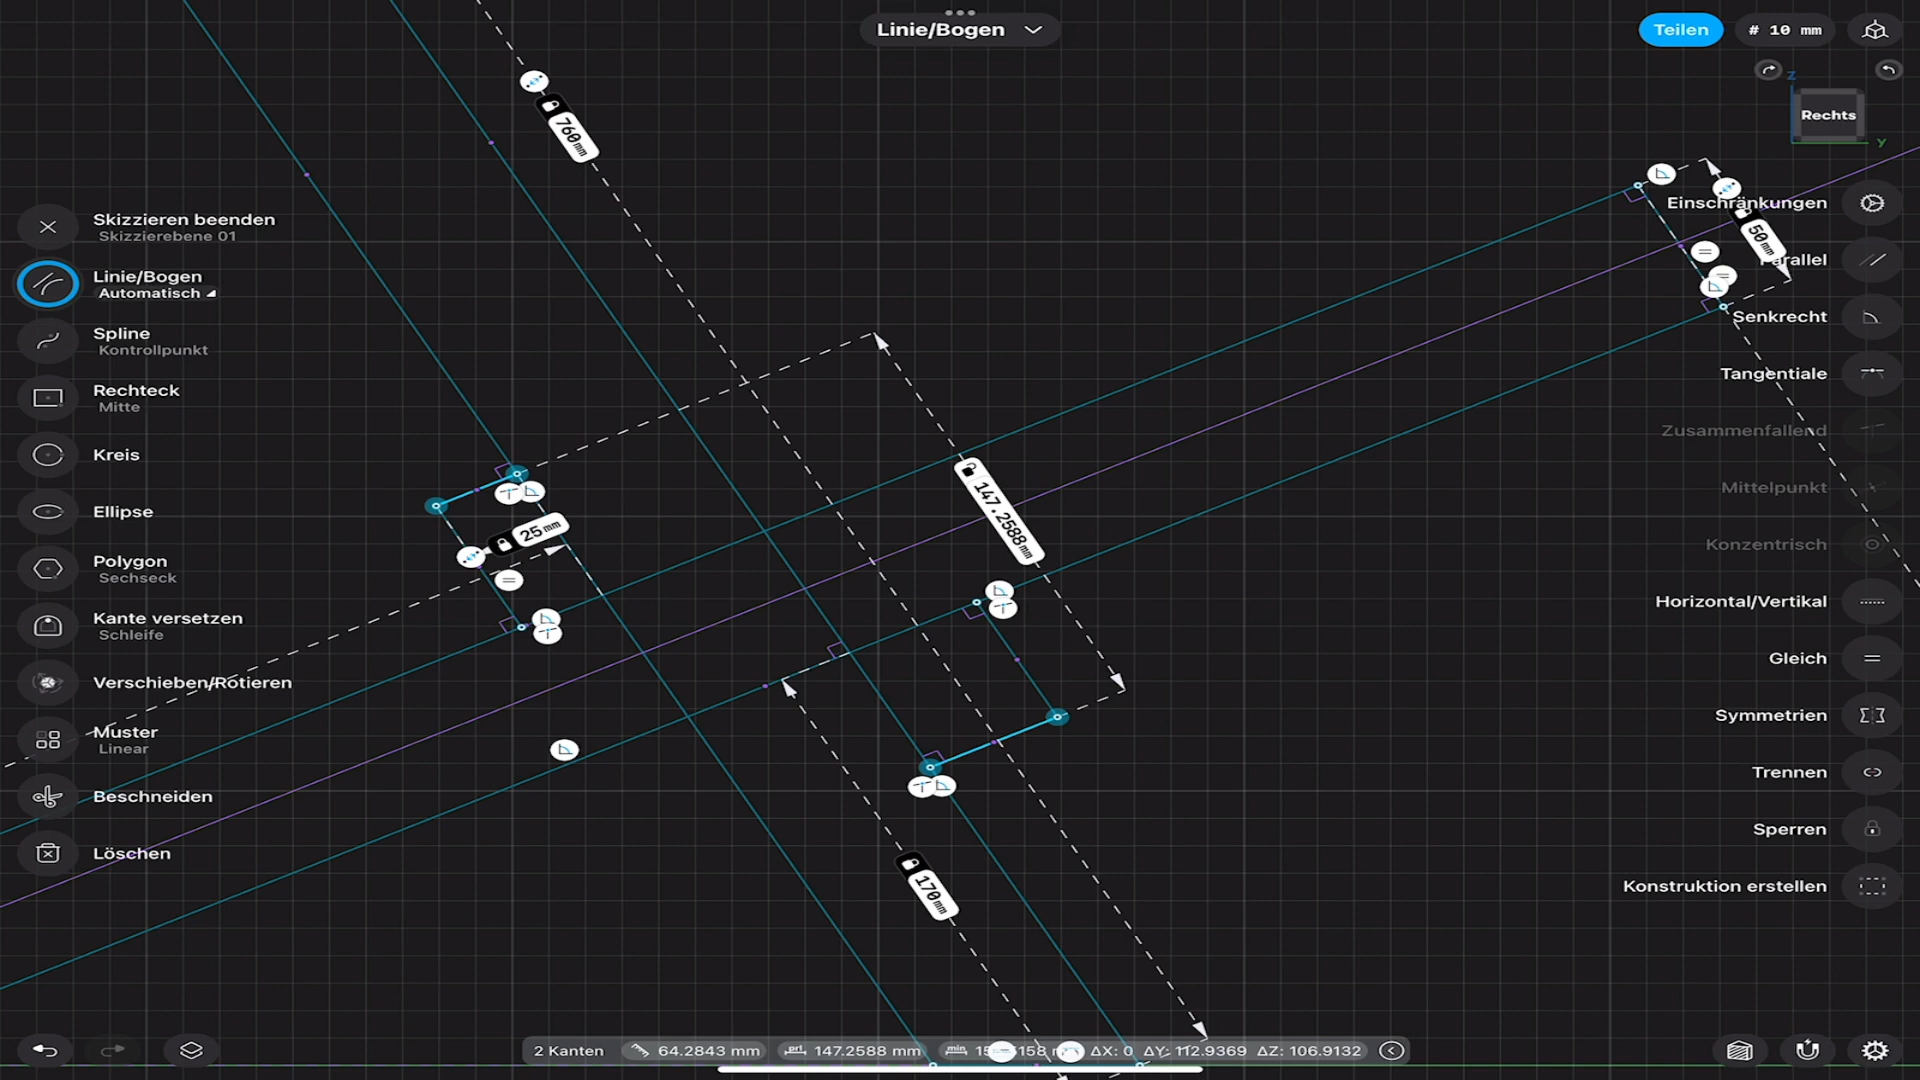 Linie/Bogen
Teilen
# 10 mm
Z
Rechts
Y
760 mm
Skizzieren beenden
Skizzierebene 01
Linie/Bogen
Automatisch
Spline
Kontrollpunkt
Rechteck
Mitte
Kreis
Ellipse
Polygon
Sechseck
Kante versetzen
Schleife
Verschieben/Rotieren
Muster
Linear
Beschneiden
Löschen
25 mm
147.2588 mm
170 mm
50 mm
Einschränkungen
Parallel
Senkrecht
Tangentiale
Zusammenfallend
Mittelpunkt
Konzentrisch
Horizontal/Vertikal
Gleich
Symmetrien
Trennen
Sperren
Konstruktion erstellen
2 Kanten
64.2843 mm
prl 147.2588 mm
min
ΔX: 0 ΔY: 112.9369 ΔZ: 106.9132